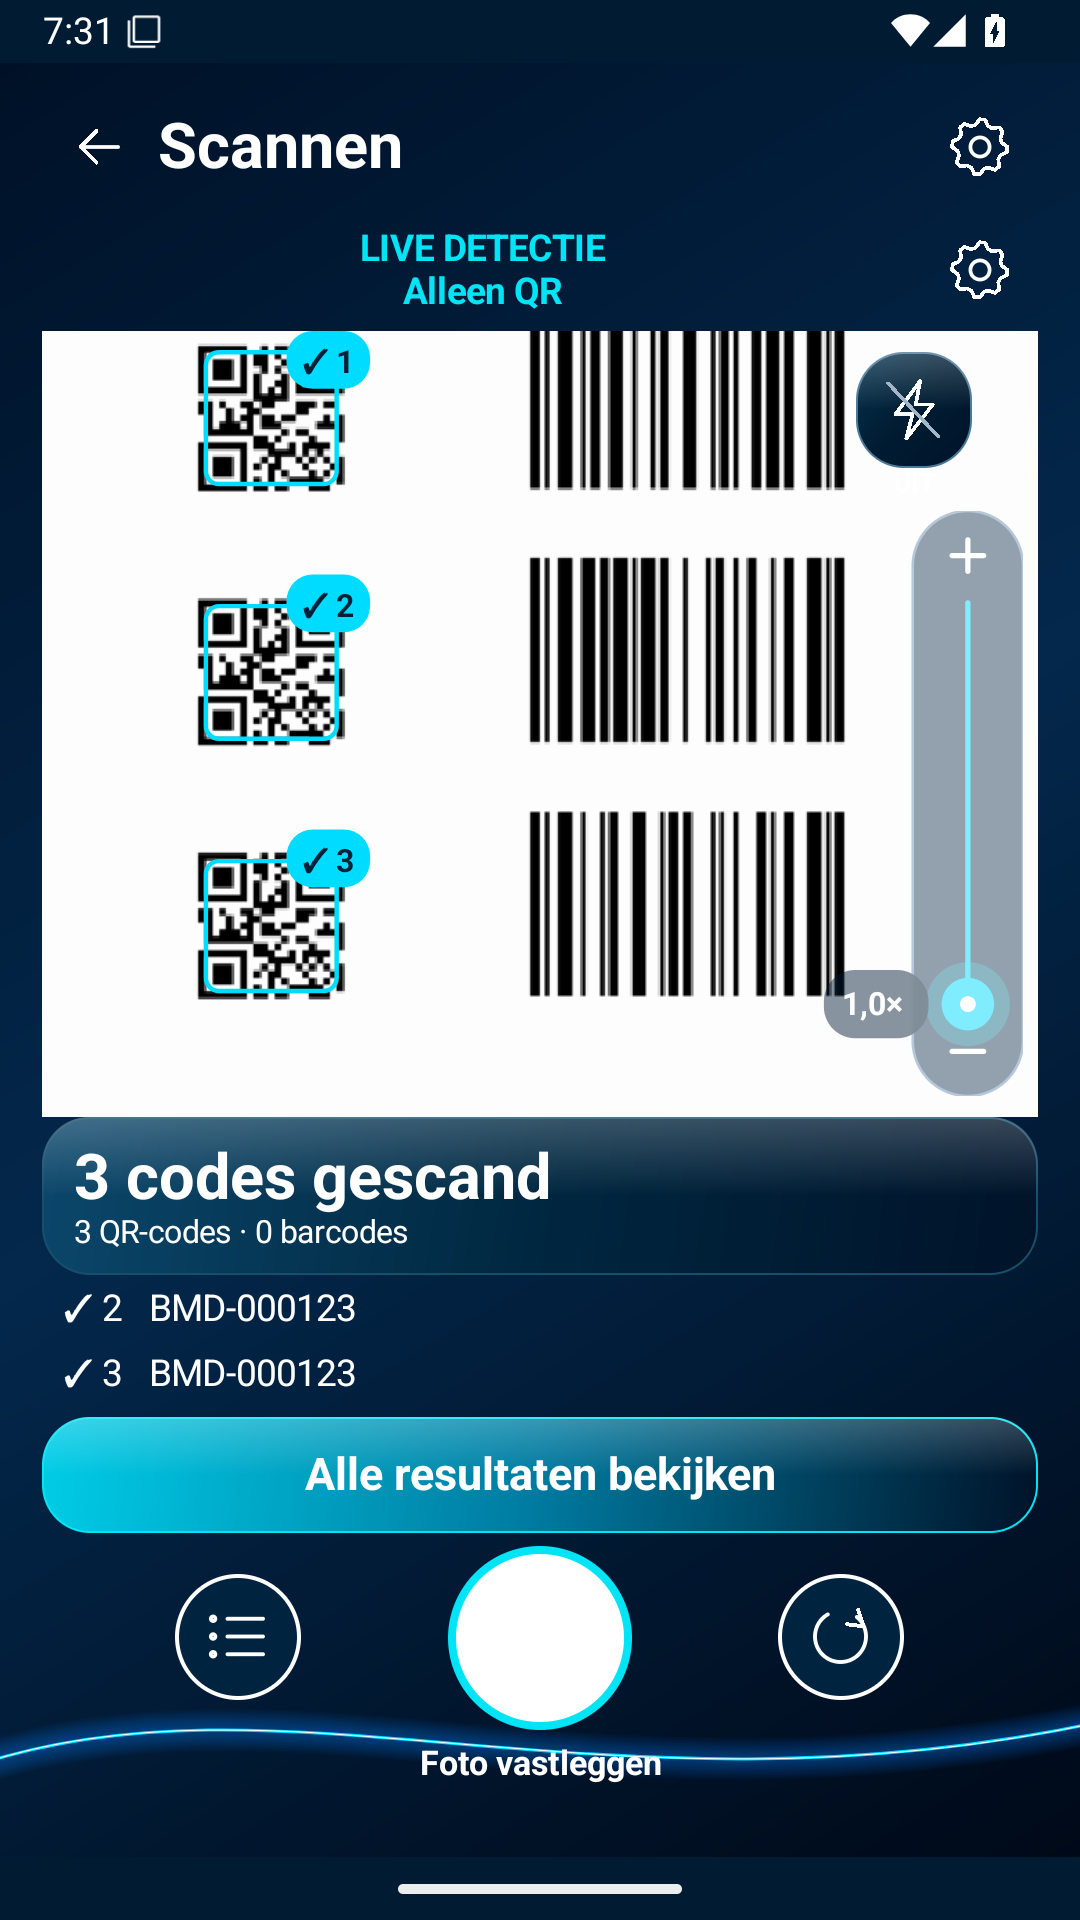 7:31
Scannen
LIVE DETECTIE
Alleen QR
✓ 1
✓ 2
✓ 3
1,0×
3 codes gescand
3 QR-codes · 0 barcodes
✓ 2 BMD-000123
✓ 3 BMD-000123
Alle resultaten bekijken
Foto vastleggen